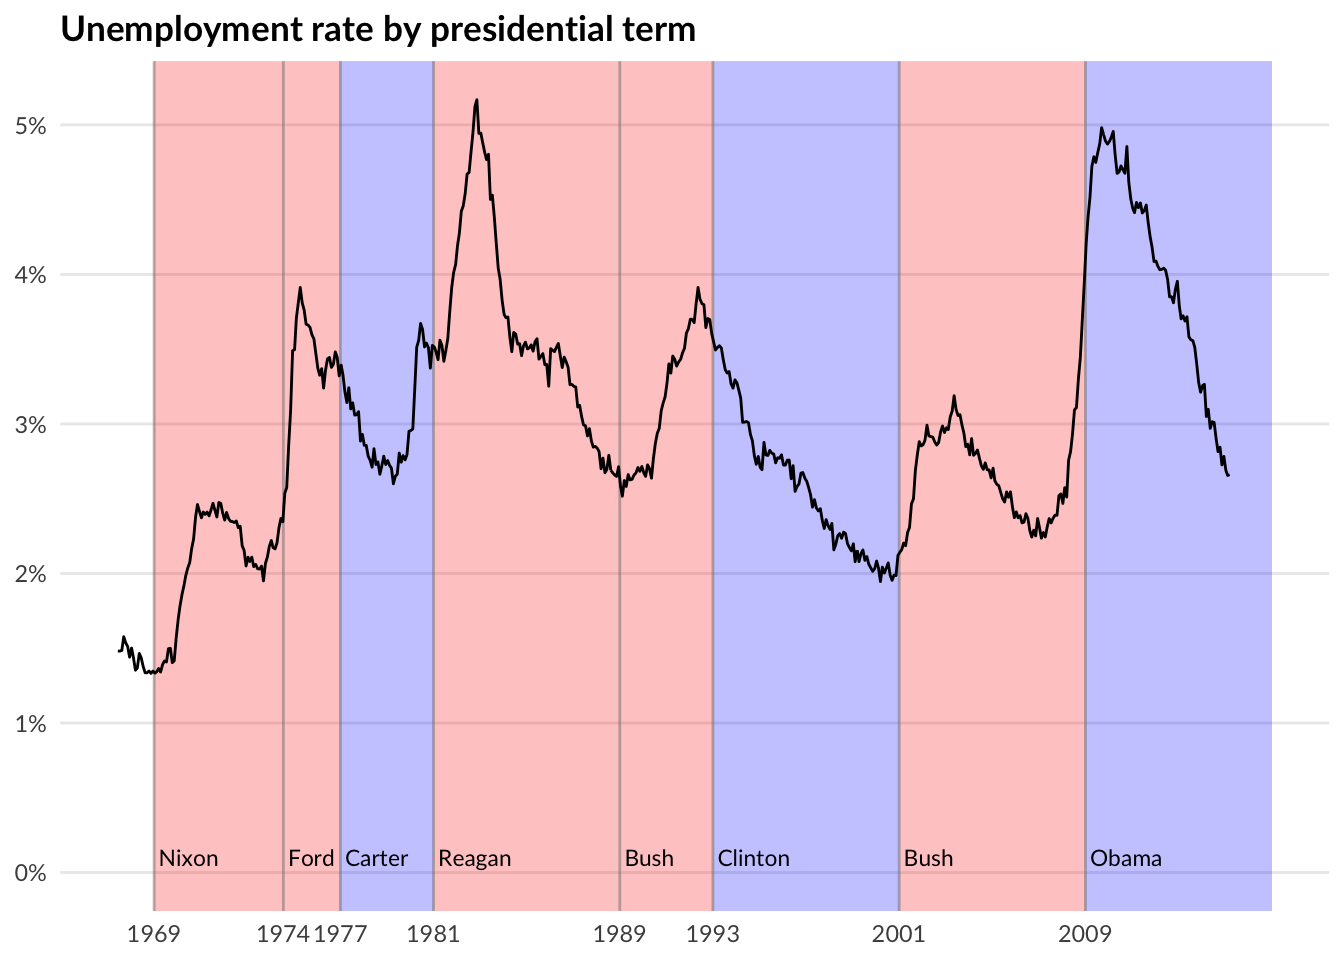 Unemployment rate by presidential term
5%
4%
3%
2%
1%
0%
Nixon Ford Carter Reagan Bush Clinton Bush Obama
1969 1974 1977 1981 1989 1993 2001 2009